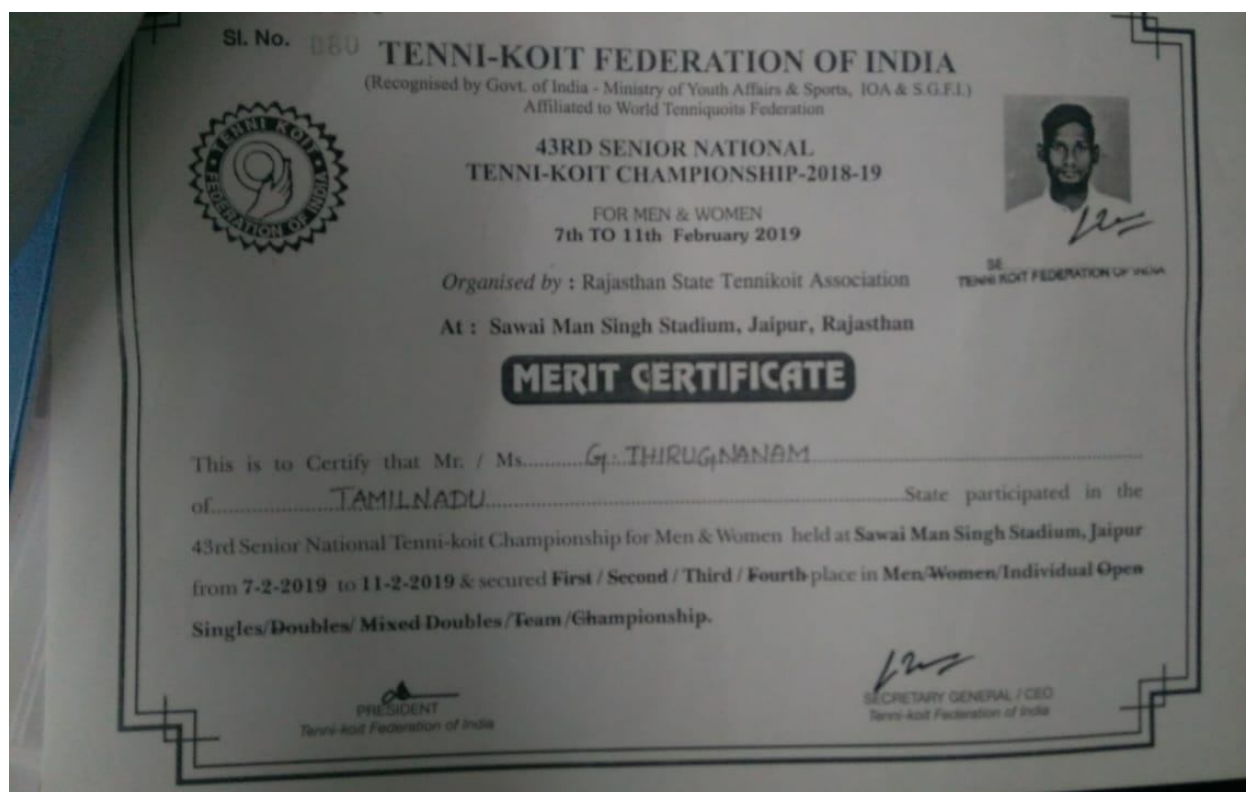 Sl. No. 080
TENNI-KOIT FEDERATION OF INDIA
(Recognised by Govt. of India - Ministry of Youth Affairs & Sports, IOA & S.G.F.I.)
Affiliated to World Tenniquoits Federation
TENNI KOIT
FEDERATION OF INDIA
43RD SENIOR NATIONAL
TENNI-KOIT CHAMPIONSHIP-2018-19
FOR MEN & WOMEN
7th TO 11th February 2019
SE
TENNI KOIT FEDERATION OF INDIA
Organised by : Rajasthan State Tennikoit Association
At : Sawai Man Singh Stadium, Jaipur, Rajasthan
MERIT CERTIFICATE
This is to Certify that Mr. / Ms. G. THIRUGNANAM
of TAMILNADU State participated in the
43rd Senior National Tenni-koit Championship for Men & Women held at Sawai Man Singh Stadium, Jaipur
from 7-2-2019 to 11-2-2019 & secured First / Second / Third / Fourth place in Men/Women/Individual Open
Singles/Doubles/ Mixed Doubles/Team/Championship.
PRESIDENT
Tenni-koit Federation of India
SECRETARY GENERAL / CEO
Tenni-koit Federation of India